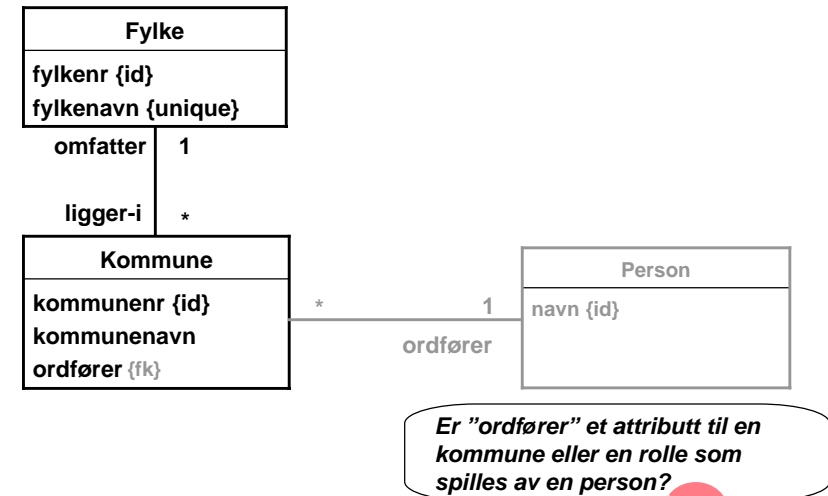 Fylke
fylkenr {id}
fylkenavn {unique}
omfatter 1
ligger-i *
Kommune
kommunenr {id}
kommunenavn
ordfører {fk}
* 1
ordfører
Person
navn {id}
Er ”ordfører” et attributt til en
kommune eller en rolle som
spilles av en person?